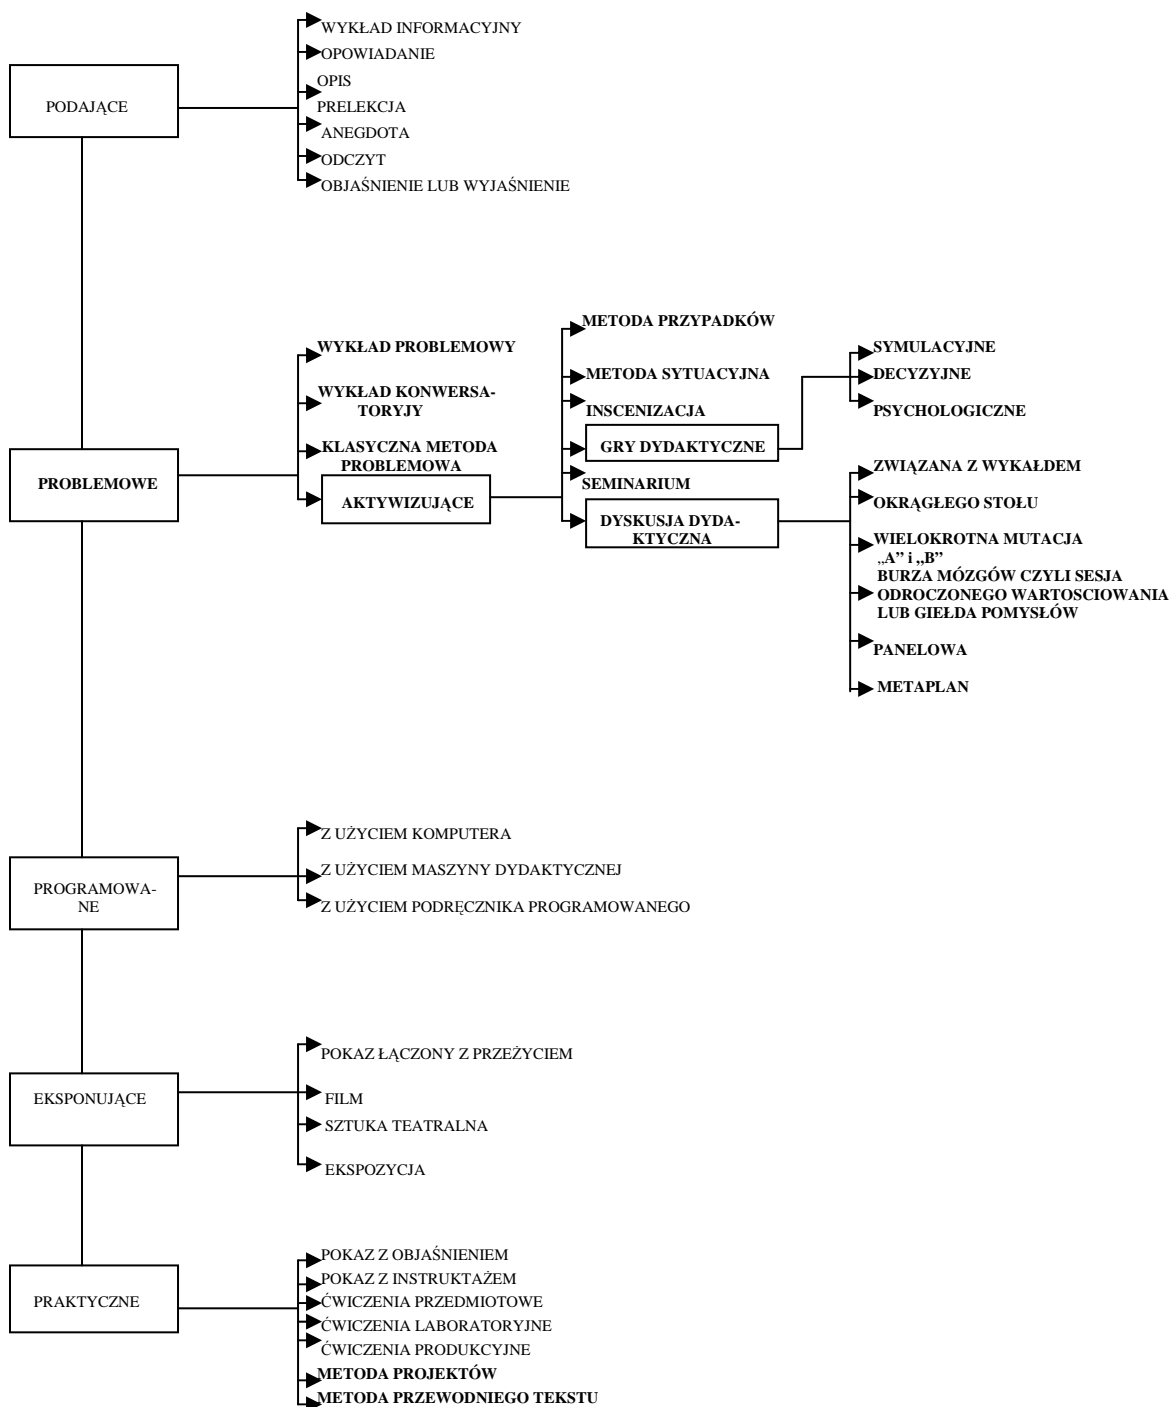 PODAJĄCE
WYKŁAD INFORMACYJNY
OPOWIADANIE
OPIS
PRELEKCJA
ANEGDOTA
ODCZYT
OBJAŚNIENIE LUB WYJAŚNIENIE
PROBLEMOWE
WYKŁAD PROBLEMOWY
WYKŁAD KONWERSA-
TORYJY
KLASYCZNA METODA
PROBLEMOWA
AKTYWIZUJĄCE
METODA PRZYPADKÓW
METODA SYTUACYJNA
INSCENIZACJA
GRY DYDAKTYCZNE
SEMINARIUM
DYSKUSJA DYDA-
KTYCZNA
SYMULACYJNE
DECYZYJNE
PSYCHOLOGICZNE
ZWIĄZANA Z WYKAŁDEM
OKRĄGŁEGO STOŁU
WIELOKROTNA MUTACJA
„A” i „B”
BURZA MÓZGÓW CZYLI SESJA
ODROCZONEGO WARTOSCIOWANIA
LUB GIEŁDA POMYSŁÓW
PANELOWA
METAPLAN
PROGRAMOWA-
NE
Z UŻYCIEM KOMPUTERA
Z UŻYCIEM MASZYNY DYDAKTYCZNEJ
Z UŻYCIEM PODRĘCZNIKA PROGRAMOWANEGO
EKSPONUJĄCE
POKAZ ŁĄCZONY Z PRZEŻYCIEM
FILM
SZTUKA TEATRALNA
EKSPOZYCJA
PRAKTYCZNE
POKAZ Z OBJAŚNIENIEM
POKAZ Z INSTRUKTAŻEM
ĆWICZENIA PRZEDMIOTOWE
ĆWICZENIA LABORATORYJNE
ĆWICZENIA PRODUKCYJNE
METODA PROJEKTÓW
METODA PRZEWODNIEGO TEKSTU